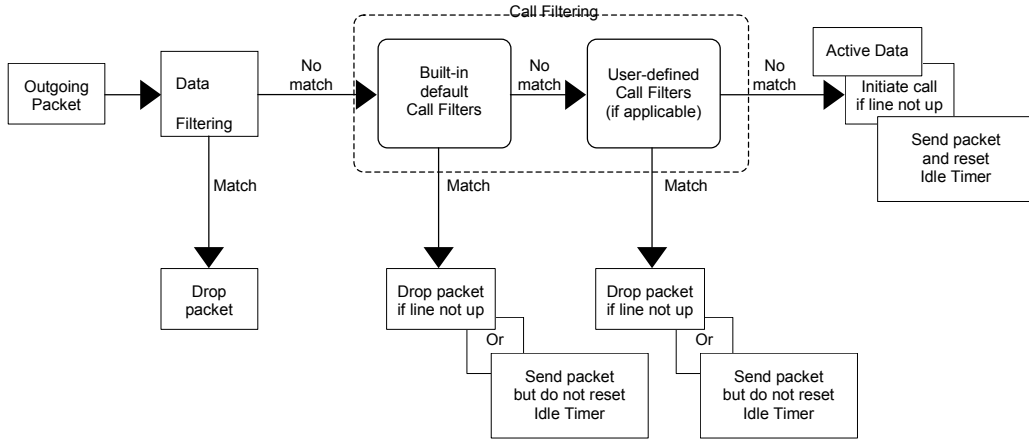 Call Filtering
Outgoing
Packet
Data
Filtering
No
match
Built-in
default
Call Filters
No
match
User-defined
Call Filters
(if applicable)
No
match
Active Data
Initiate call
if line not up
Send packet
and reset
Idle Timer
Match
Match
Match
Drop
packet
Drop packet
if line not up
Or
Send packet
but do not reset
Idle Timer
Drop packet
if line not up
Or
Send packet
but do not reset
Idle Timer